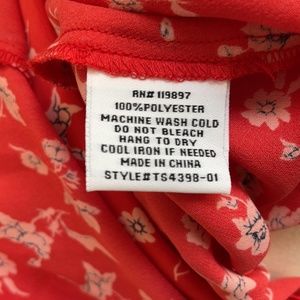 RN# 119897
100% POLYESTER
MACHINE WASH COLD
DO NOT BLEACH
HANG TO DRY
COOL IRON IF NEEDED
MADE IN CHINA
STYLE#TS4398-01